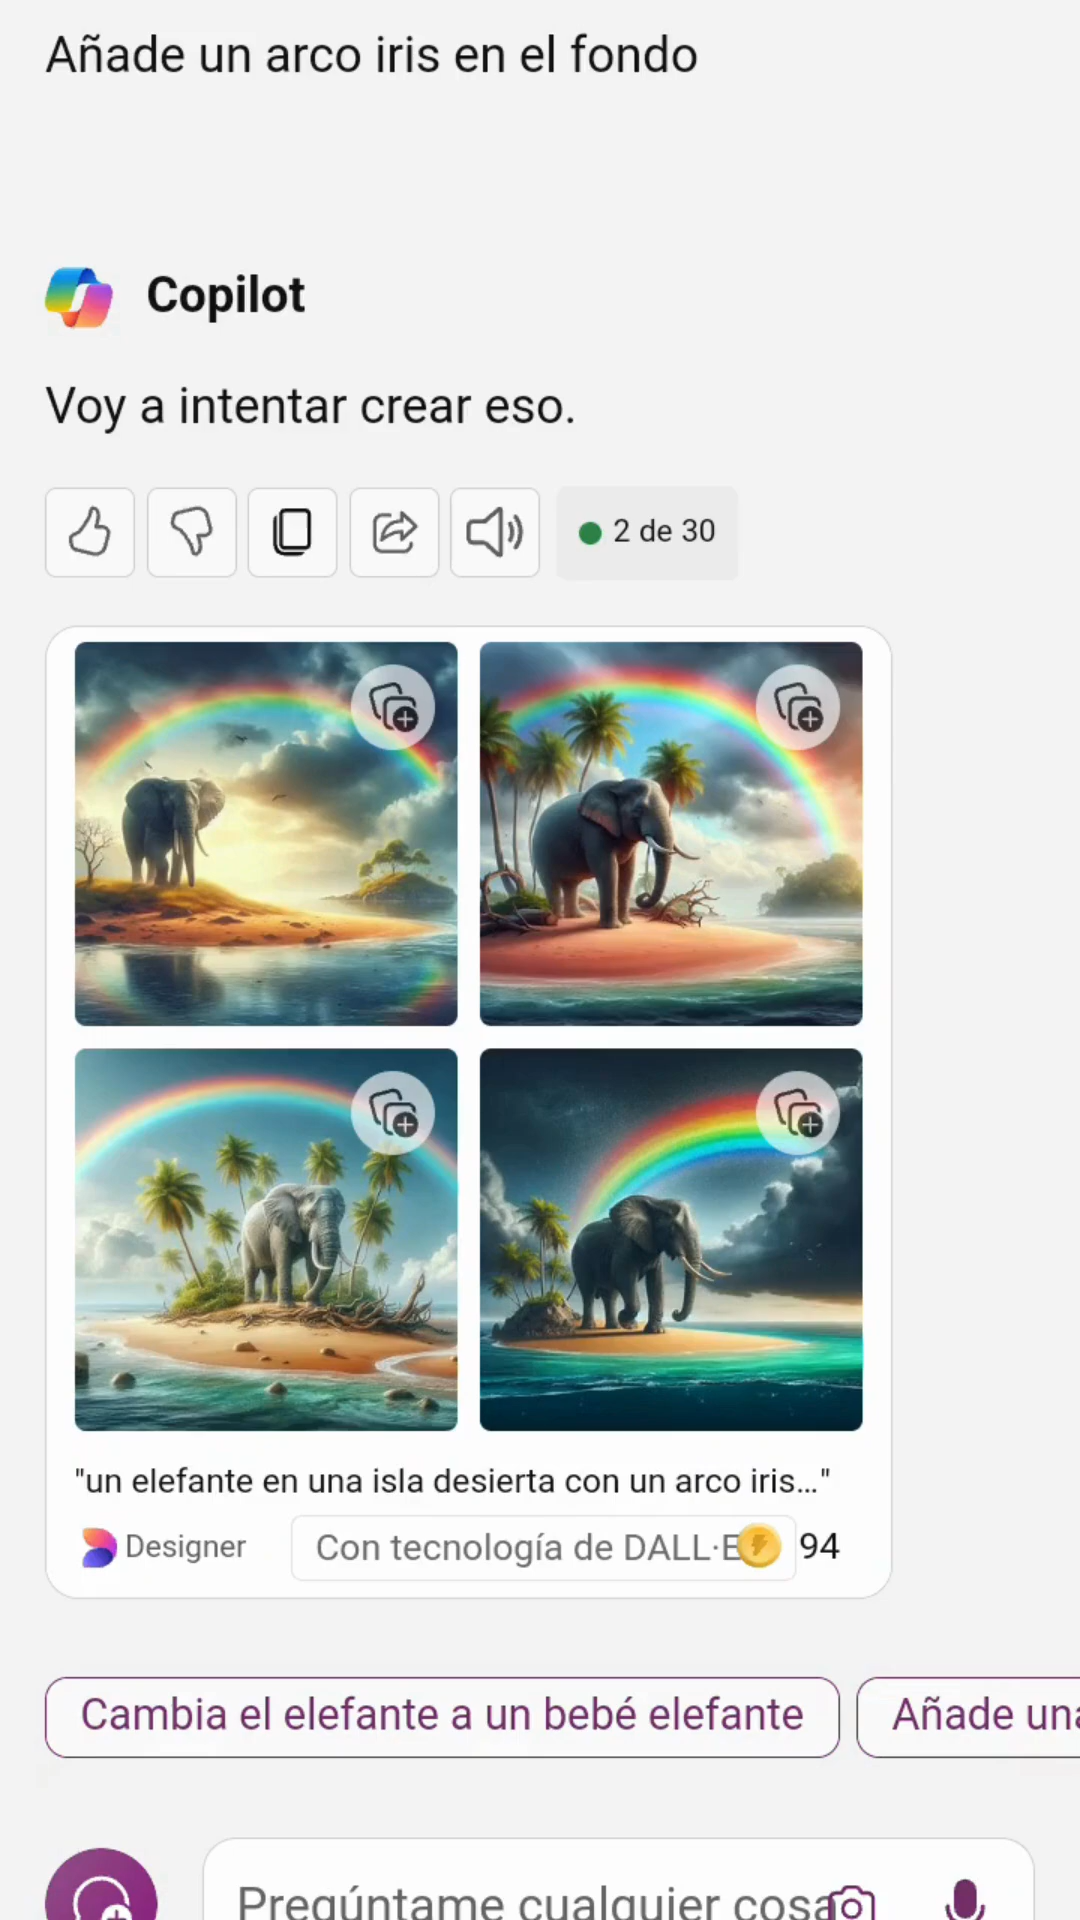 Añade un arco iris en el fondo
Copilot
Voy a intentar crear eso.
2 de 30
"un elefante en una isla desierta con un arco iris..."
Designer
Con tecnología de DALL·E
94
Cambia el elefante a un bebé elefante
Añade una
Pregúntame cualquier cosa